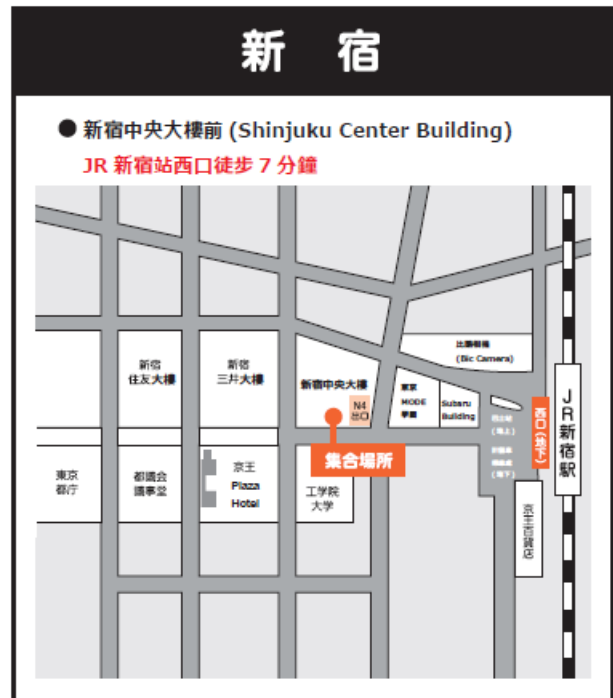 新宿
● 新宿中央大樓前 (Shinjuku Center Building)
JR 新宿站西口徒歩 7 分鐘
(Bic Camera)
新宿
住友大樓
新宿
三井大樓
新宿中央大樓
N4
出口
東京
MODE
學園
Subaru
Building
西口(地下)
JR新宿駅
集合場所
東京
都庁
都議会
議事堂
京王
Plaza
Hotel
工学院
大学
京王百貨店